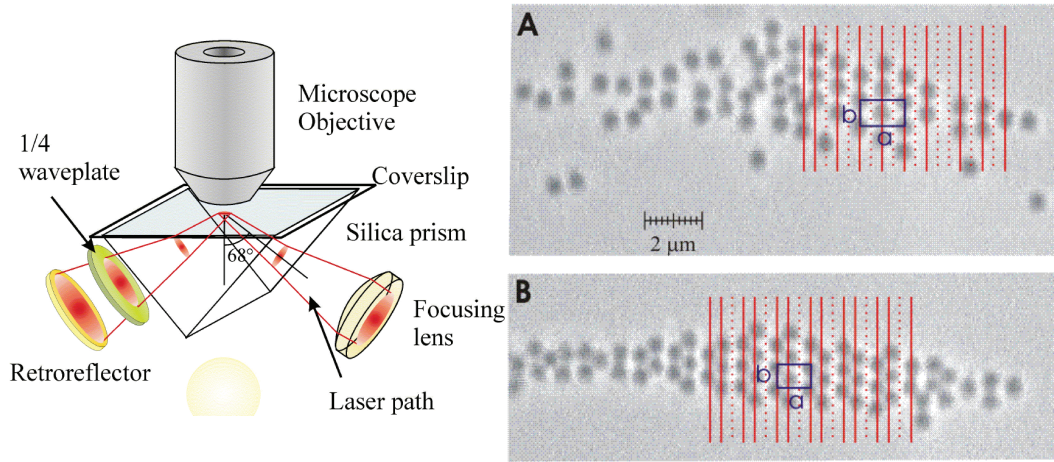 Microscope
Objective
1/4
waveplate
Coverslip
Silica prism
68°
Focusing
lens
Retroreflector
Laser path
A
b
a
2 μm
B
b
a